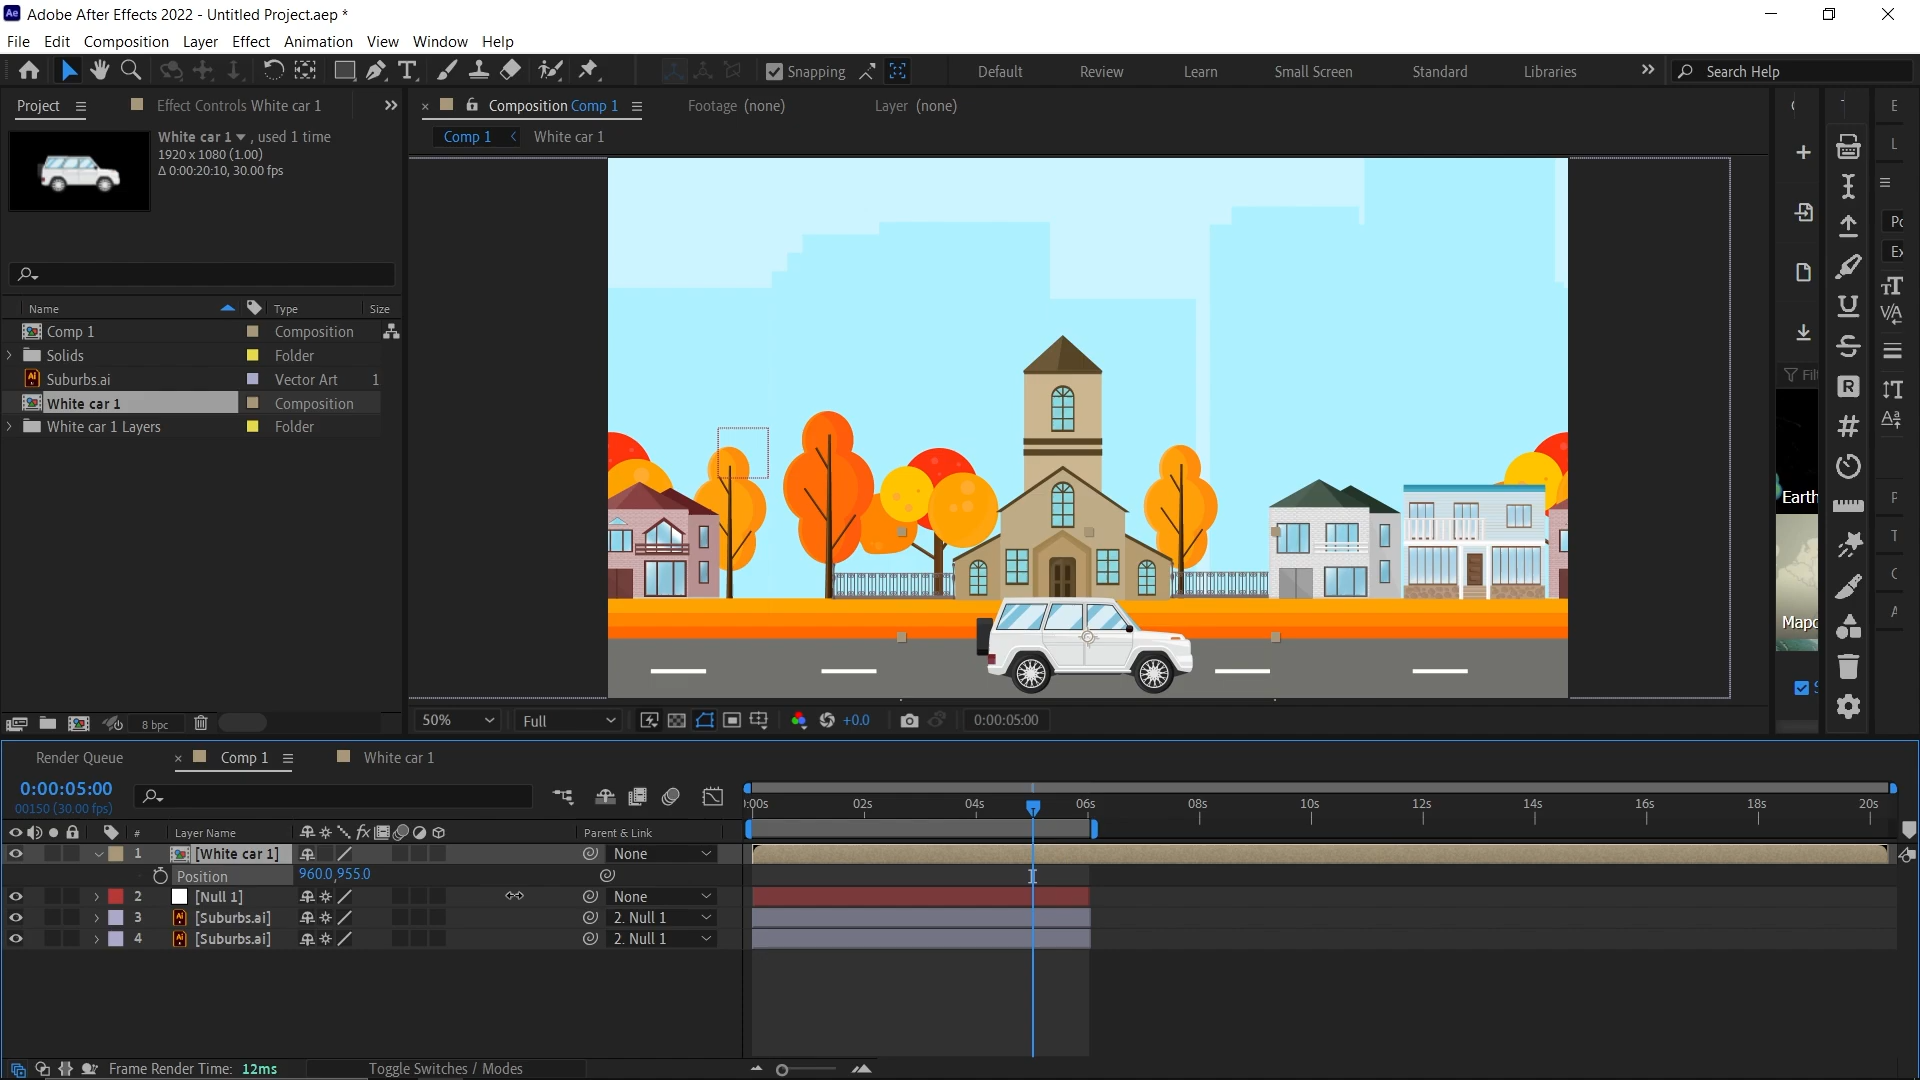 Adobe After Effects 2022 - Untitled Project.aep *
File Edit Composition Layer Effect Animation View Window Help
Snapping Default Review Learn Small Screen Standard Libraries Search Help
Project Effect Controls White car 1 Composition Comp 1 Footage (none) Layer (none)
Comp 1 White car 1
White car 1 , used 1 time
1920 x 1080 (1.00)
Δ 0:00:20:10, 30.00 fps
Name Type Size
Comp 1 Composition
Solids Folder
Suburbs.ai Vector Art 1
White car 1 Composition
White car 1 Layers Folder
Earth
8 bpc 50% Full +0.0 0:00:05:00
Render Queue Comp 1 White car 1
0:00:05:00
00150 (30.00 fps)
:00s 02s 04s 06s 08s 10s 12s 14s 16s 18s 20s
# Layer Name fx Parent & Link
1 [White car 1] None
Position 960.0,955.0
2 [Null 1] None
3 [Suburbs.ai] 2. Null 1
4 [Suburbs.ai] 2. Null 1
Frame Render Time: 12ms Toggle Switches / Modes